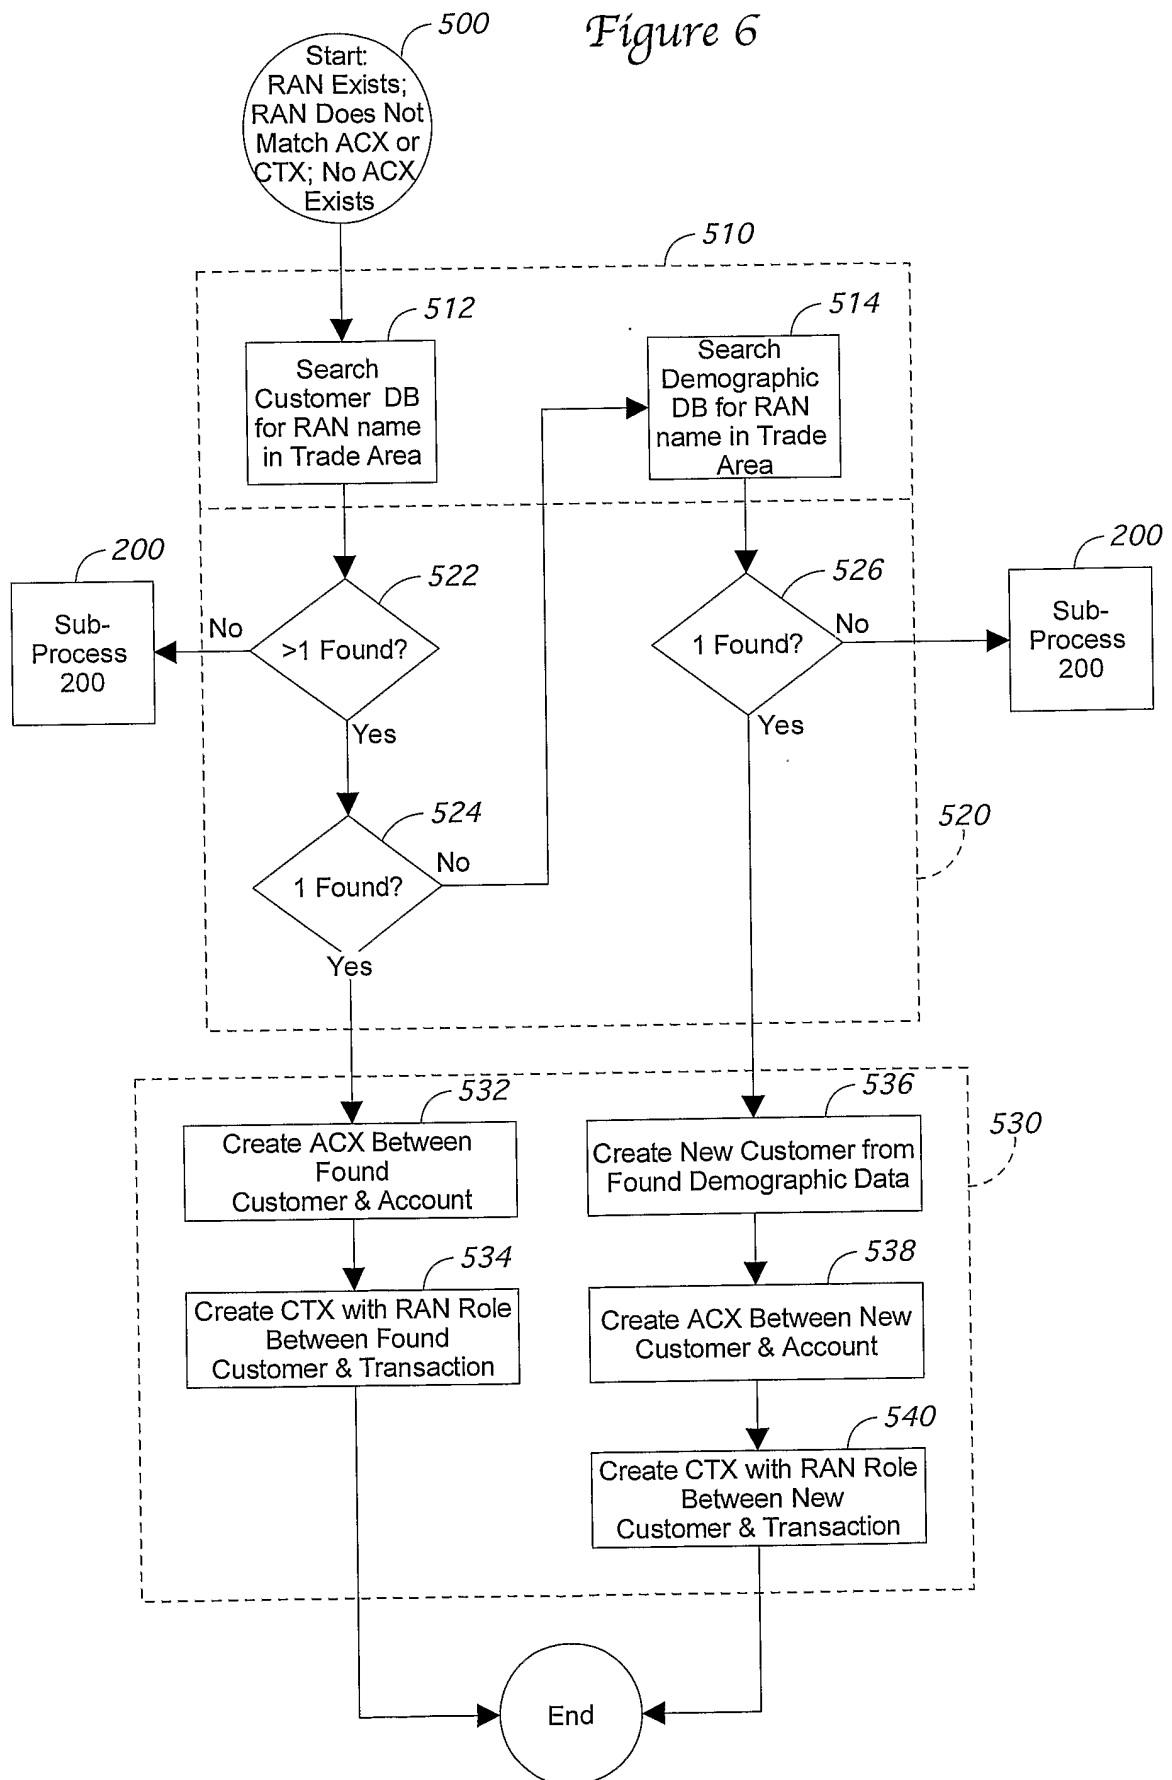 Figure 6
500
Start:
RAN Exists;
RAN Does Not
Match ACX or
CTX; No ACX
Exists
510
512
Search
Customer DB
for RAN name
in Trade Area
514
Search
Demographic
DB for RAN
name in Trade
Area
200
Sub-
Process
200
No
522
>1 Found?
Yes
526
1 Found?
No
Yes
200
Sub-
Process
200
524
1 Found?
No
Yes
520
530
532
Create ACX Between
Found
Customer & Account
534
Create CTX with RAN Role
Between Found
Customer & Transaction
536
Create New Customer from
Found Demographic Data
538
Create ACX Between New
Customer & Account
540
Create CTX with RAN Role
Between New
Customer & Transaction
End